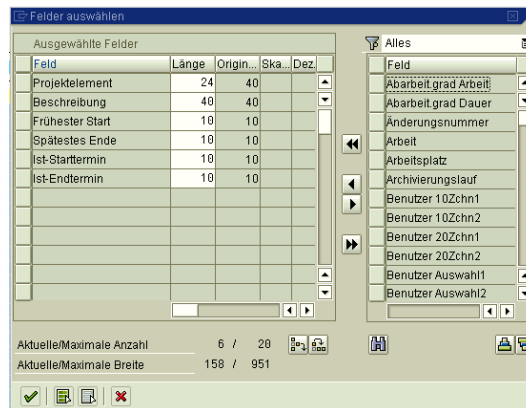 Felder auswählen
Ausgewählte Felder
Feld Länge Origin... Ska... Dez.
Projektelement 24 40
Beschreibung 40 40
Frühester Start 10 10
Spätestes Ende 10 10
Ist-Starttermin 10 10
Ist-Endtermin 10 10
Aktuelle/Maximale Anzahl 6 / 20
Aktuelle/Maximale Breite 158 / 951
Alles
Feld
Abarbeit.grad Arbeit
Abarbeit.grad Dauer
Änderungsnummer
Arbeit
Arbeitsplatz
Archivierungslauf
Benutzer 10Zchn1
Benutzer 10Zchn2
Benutzer 20Zchn1
Benutzer 20Zchn2
Benutzer Auswahl1
Benutzer Auswahl2